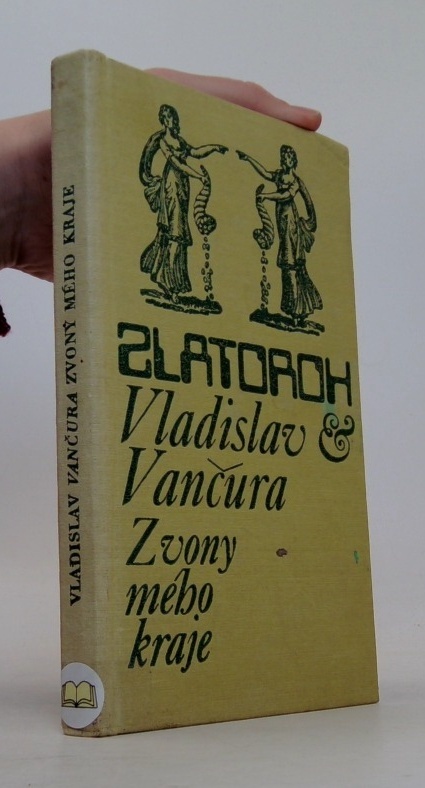 VLADISLAV VANČURA ZVONY MÉHO KRAJE
ZLATOROH
Vladislav &
Vančura
Zvony
mého
kraje